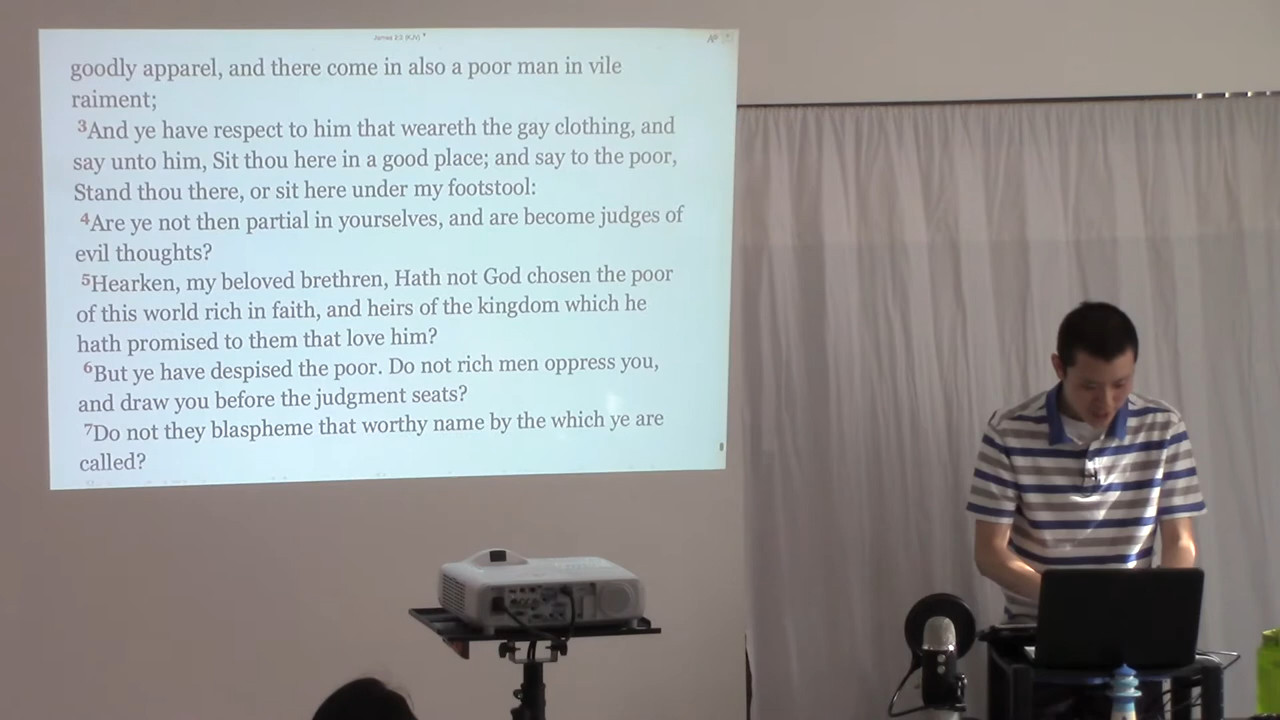 James 2:2 (KJV)
goodly apparel, and there come in also a poor man in vile
raiment;
3And ye have respect to him that weareth the gay clothing, and
say unto him, Sit thou here in a good place; and say to the poor,
Stand thou there, or sit here under my footstool:
4Are ye not then partial in yourselves, and are become judges of
evil thoughts?
5Hearken, my beloved brethren, Hath not God chosen the poor
of this world rich in faith, and heirs of the kingdom which he
hath promised to them that love him?
6But ye have despised the poor. Do not rich men oppress you,
and draw you before the judgment seats?
7Do not they blaspheme that worthy name by the which ye are
called?